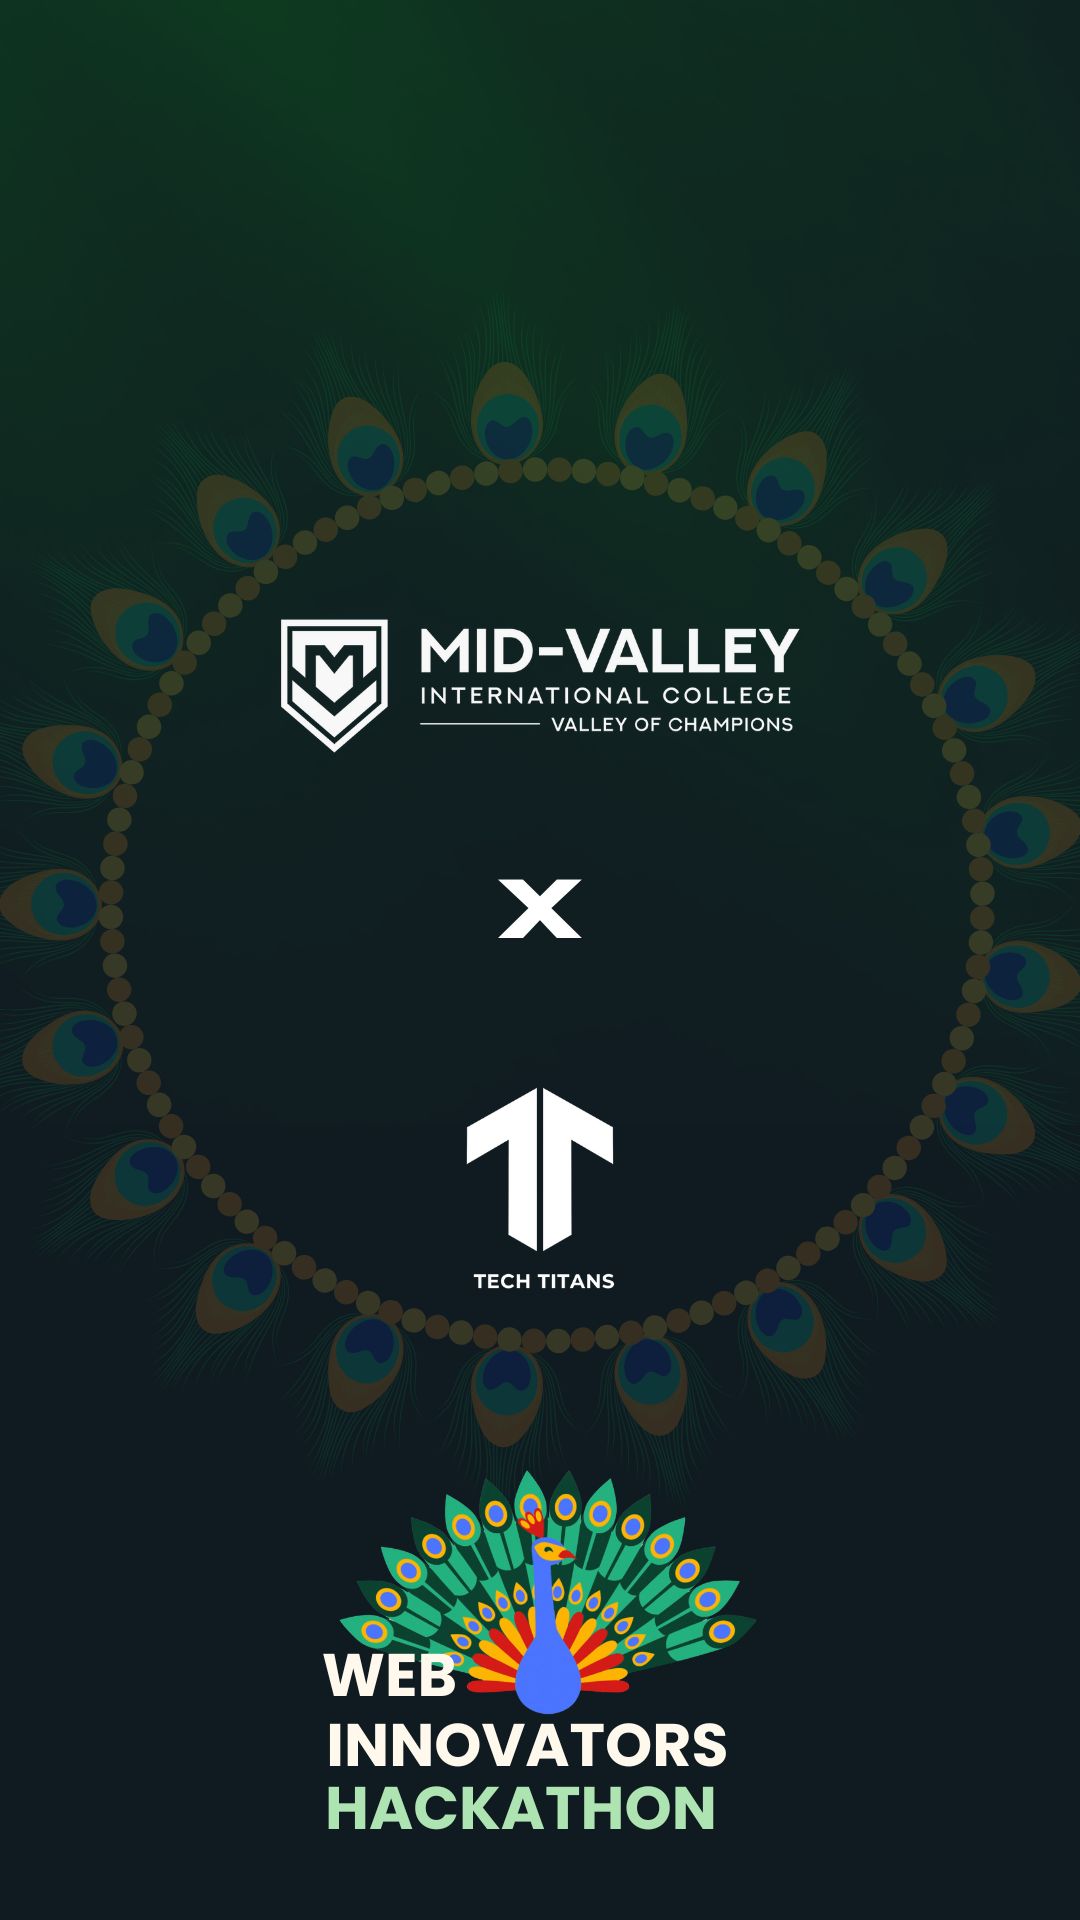 MID-VALLEY
INTERNATIONAL COLLEGE
VALLEY OF CHAMPIONS
X
TECH TITANS
WEB
INNOVATORS
HACKATHON